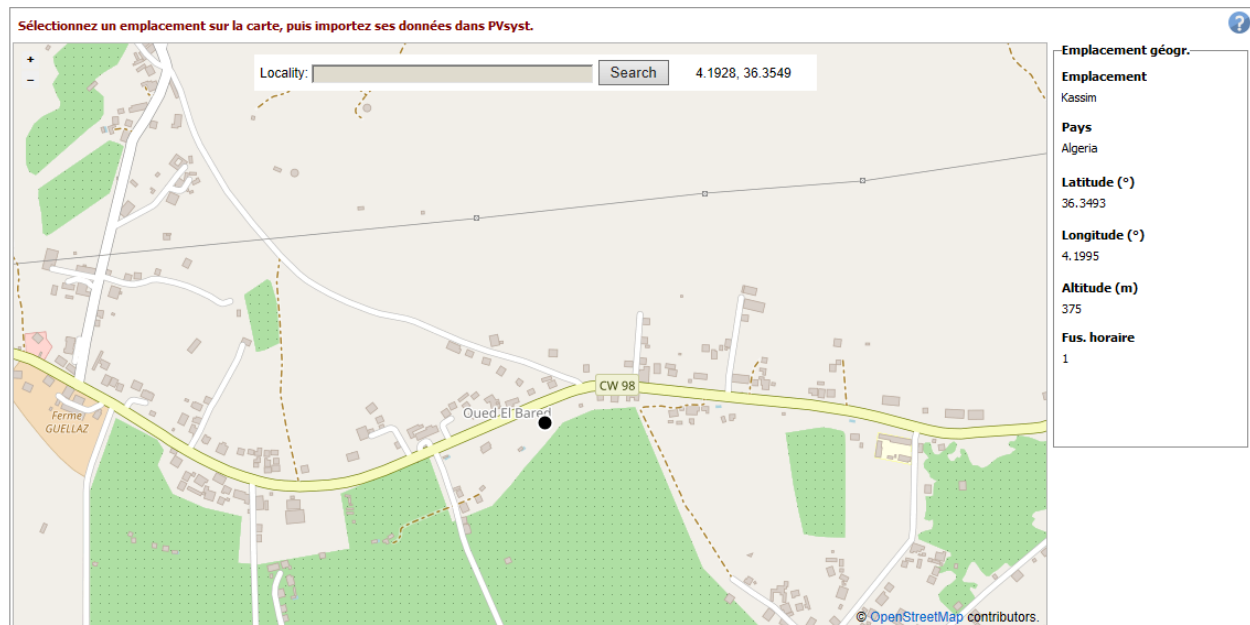 Sélectionnez un emplacement sur la carte, puis importez ses données dans PVsyst.
?
+
−
Locality:
Search
4.1928, 36.3549
CW 98
Oued El Bared
Ferme
GUELLAZ
© OpenStreetMap contributors.
Emplacement géogr.
Emplacement
Kassim
Pays
Algeria
Latitude (°)
36.3493
Longitude (°)
4.1995
Altitude (m)
375
Fus. horaire
1